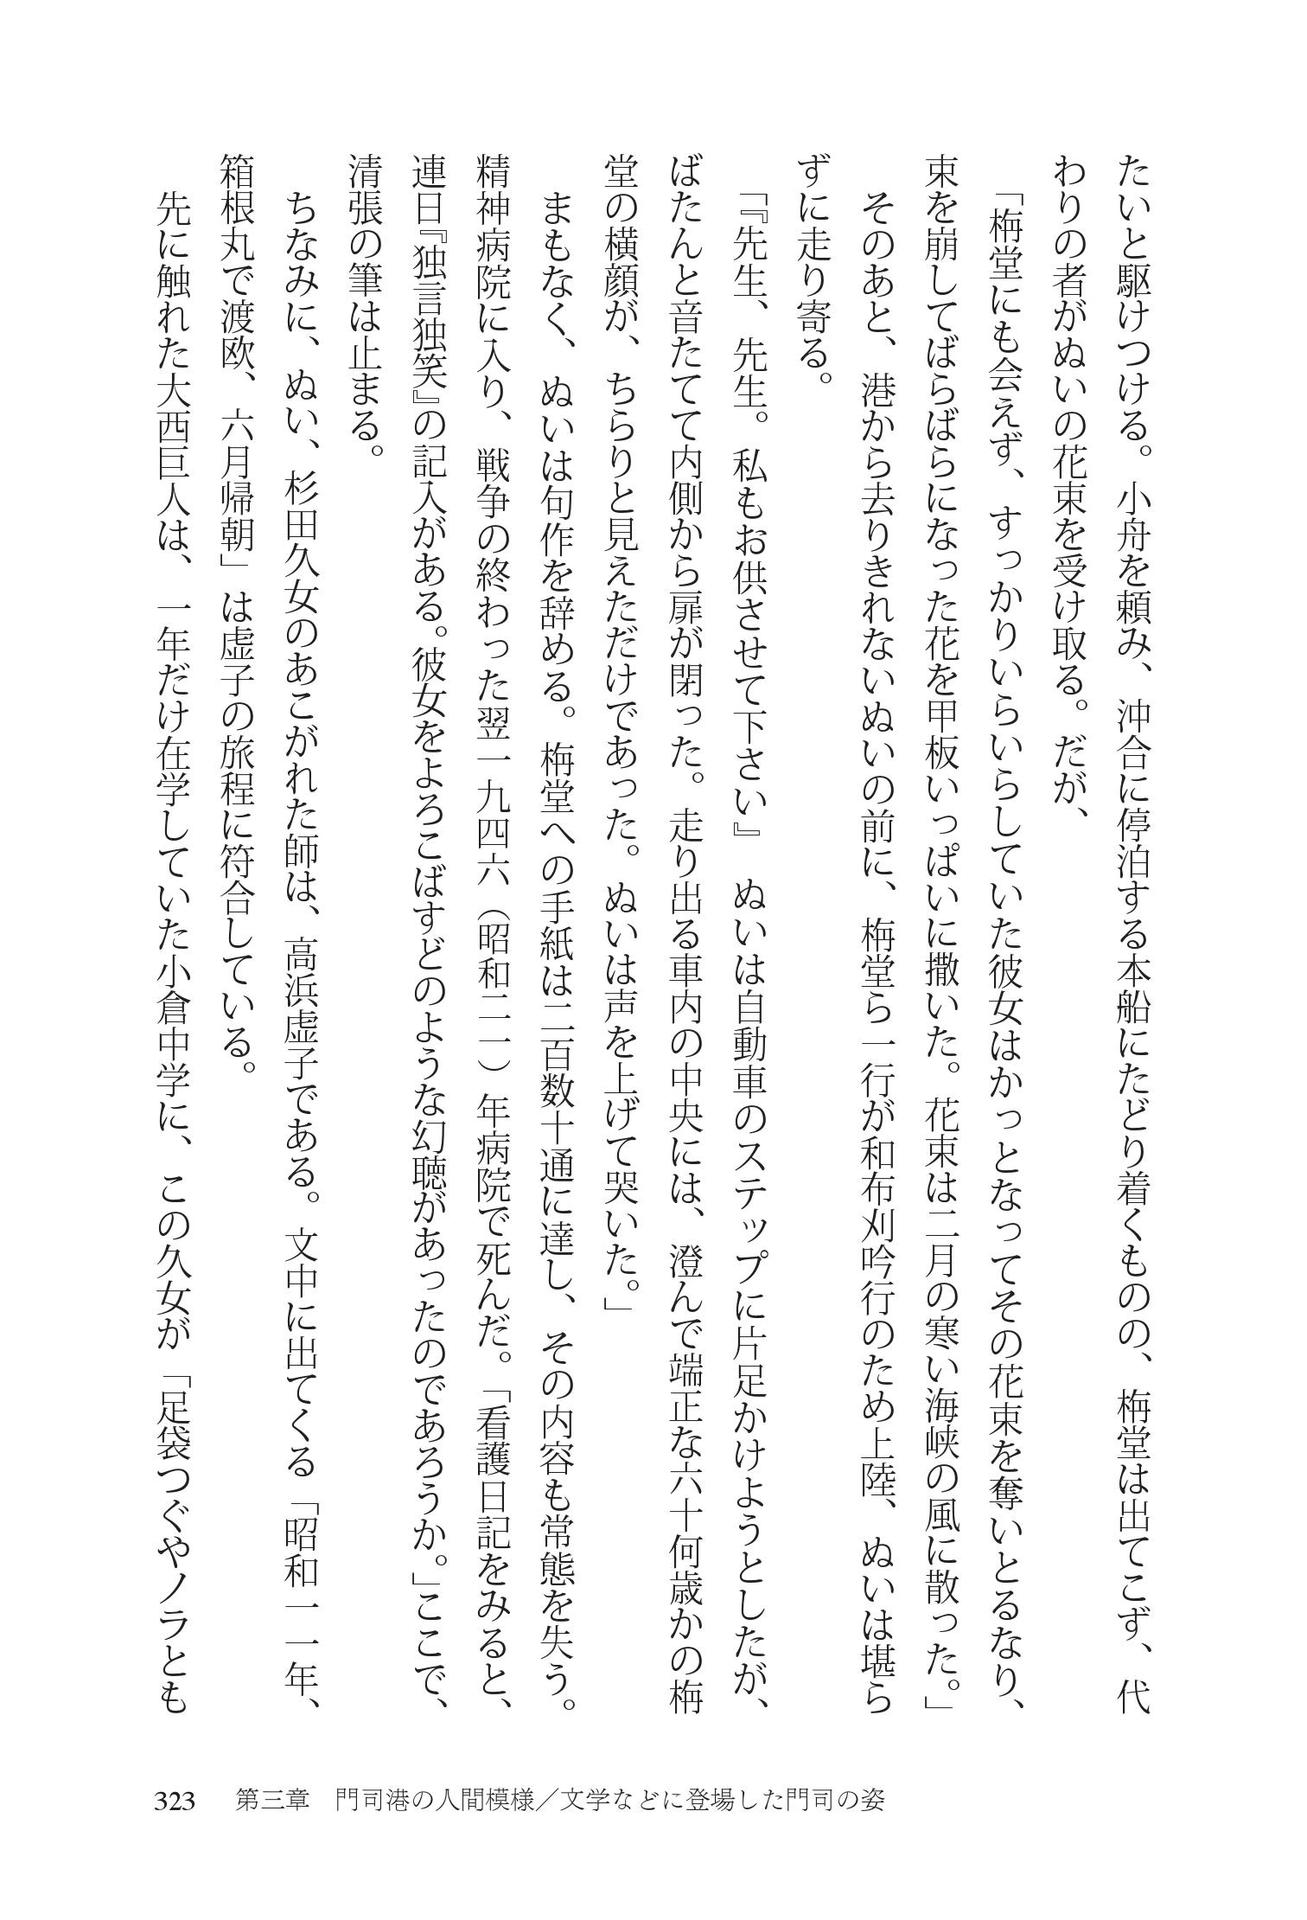 たいと駆けつける。小舟を頼み、沖合に停泊する本船にたどり着くものの、栴堂は出てこず、代
わりの者がぬいの花束を受け取る。だが、
「栴堂にも会えず、すっかりいらいらしていた彼女はかっとなってその花束を奪いとるなり、
束を崩してばらばらになった花を甲板いっぱいに撒いた。花束は二月の寒い海峡の風に散った。」
そのあと、港から去りきれないぬいの前に、栴堂ら一行が和布刈吟行のため上陸、ぬいは堪ら
ずに走り寄る。
「『先生、先生。私もお供させて下さい』　ぬいは自動車のステップに片足かけようとしたが、
ばたんと音たてて内側から扉が閉った。走り出る車内の中央には、澄んで端正な六十何歳かの栴
堂の横顔が、ちらりと見えただけであった。ぬいは声を上げて哭いた。」
まもなく、ぬいは句作を辞める。栴堂への手紙は二百数十通に達し、その内容も常態を失う。
精神病院に入り、戦争の終わった翌一九四六（昭和二一）年病院で死んだ。「看護日記をみると、
連日『独言独笑』の記入がある。彼女をよろこばすどのような幻聴があったのであろうか。」ここで、
清張の筆は止まる。
ちなみに、ぬい、杉田久女のあこがれた師は、高浜虚子である。文中に出てくる「昭和一一年、
箱根丸で渡欧、六月帰朝」は虚子の旅程に符合している。
先に触れた大西巨人は、一年だけ在学していた小倉中学に、この久女が「足袋つぐやノラとも
323　第三章　門司港の人間模様／文学などに登場した門司の姿